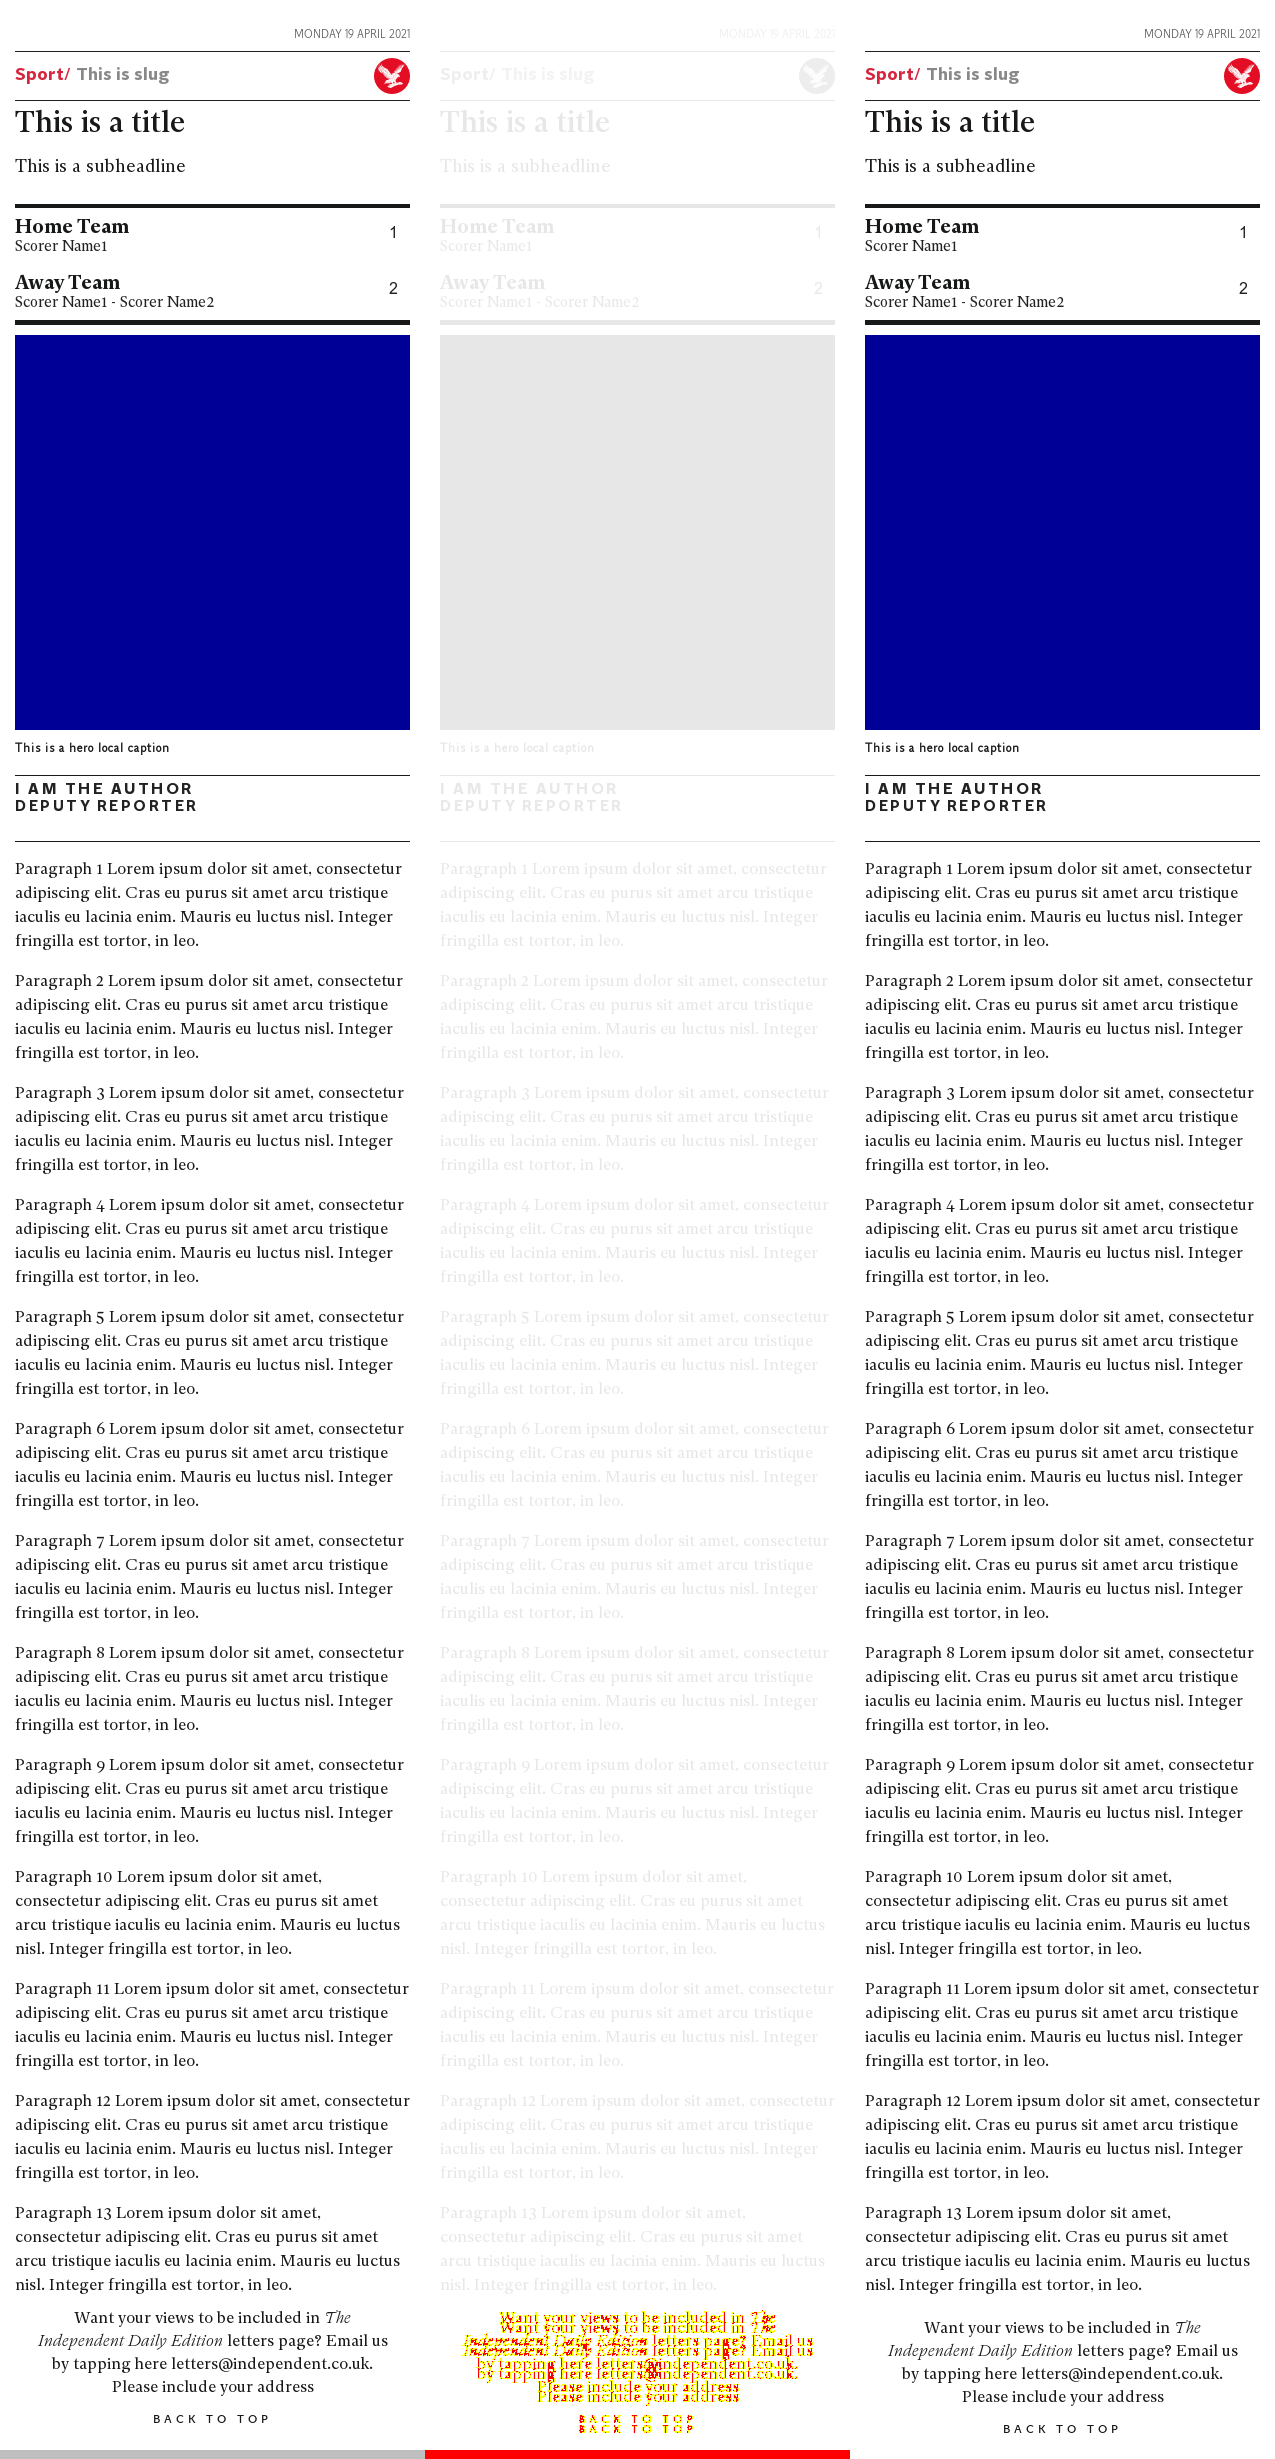 MONDAY 19 APRIL 2021
Sport/ This is slug
This is a title
This is a subheadline
Home Team
Scorer Name1
1
Away Team
Scorer Name1 - Scorer Name2
2
This is a hero local caption
I AM THE AUTHOR
DEPUTY REPORTER
Paragraph 1 Lorem ipsum dolor sit amet, consectetur
adipiscing elit. Cras eu purus sit amet arcu tristique
iaculis eu lacinia enim. Mauris eu luctus nisl. Integer
fringilla est tortor, in leo.
Paragraph 2 Lorem ipsum dolor sit amet, consectetur
adipiscing elit. Cras eu purus sit amet arcu tristique
iaculis eu lacinia enim. Mauris eu luctus nisl. Integer
fringilla est tortor, in leo.
Paragraph 3 Lorem ipsum dolor sit amet, consectetur
adipiscing elit. Cras eu purus sit amet arcu tristique
iaculis eu lacinia enim. Mauris eu luctus nisl. Integer
fringilla est tortor, in leo.
Paragraph 4 Lorem ipsum dolor sit amet, consectetur
adipiscing elit. Cras eu purus sit amet arcu tristique
iaculis eu lacinia enim. Mauris eu luctus nisl. Integer
fringilla est tortor, in leo.
Paragraph 5 Lorem ipsum dolor sit amet, consectetur
adipiscing elit. Cras eu purus sit amet arcu tristique
iaculis eu lacinia enim. Mauris eu luctus nisl. Integer
fringilla est tortor, in leo.
Paragraph 6 Lorem ipsum dolor sit amet, consectetur
adipiscing elit. Cras eu purus sit amet arcu tristique
iaculis eu lacinia enim. Mauris eu luctus nisl. Integer
fringilla est tortor, in leo.
Paragraph 7 Lorem ipsum dolor sit amet, consectetur
adipiscing elit. Cras eu purus sit amet arcu tristique
iaculis eu lacinia enim. Mauris eu luctus nisl. Integer
fringilla est tortor, in leo.
Paragraph 8 Lorem ipsum dolor sit amet, consectetur
adipiscing elit. Cras eu purus sit amet arcu tristique
iaculis eu lacinia enim. Mauris eu luctus nisl. Integer
fringilla est tortor, in leo.
Paragraph 9 Lorem ipsum dolor sit amet, consectetur
adipiscing elit. Cras eu purus sit amet arcu tristique
iaculis eu lacinia enim. Mauris eu luctus nisl. Integer
fringilla est tortor, in leo.
Paragraph 10 Lorem ipsum dolor sit amet,
consectetur adipiscing elit. Cras eu purus sit amet
arcu tristique iaculis eu lacinia enim. Mauris eu luctus
nisl. Integer fringilla est tortor, in leo.
Paragraph 11 Lorem ipsum dolor sit amet, consectetur
adipiscing elit. Cras eu purus sit amet arcu tristique
iaculis eu lacinia enim. Mauris eu luctus nisl. Integer
fringilla est tortor, in leo.
Paragraph 12 Lorem ipsum dolor sit amet, consectetur
adipiscing elit. Cras eu purus sit amet arcu tristique
iaculis eu lacinia enim. Mauris eu luctus nisl. Integer
fringilla est tortor, in leo.
Paragraph 13 Lorem ipsum dolor sit amet,
consectetur adipiscing elit. Cras eu purus sit amet
arcu tristique iaculis eu lacinia enim. Mauris eu luctus
nisl. Integer fringilla est tortor, in leo.
Want your views to be included in The
Independent Daily Edition letters page? Email us
by tapping here letters@independent.co.uk.
Please include your address
BACK TO TOP
MONDAY 19 APRIL 2021
Sport/ This is slug
This is a title
This is a subheadline
Home Team
Scorer Name1
1
Away Team
Scorer Name1 - Scorer Name2
2
This is a hero local caption
I AM THE AUTHOR
DEPUTY REPORTER
Paragraph 1 Lorem ipsum dolor sit amet, consectetur
adipiscing elit. Cras eu purus sit amet arcu tristique
iaculis eu lacinia enim. Mauris eu luctus nisl. Integer
fringilla est tortor, in leo.
Paragraph 2 Lorem ipsum dolor sit amet, consectetur
adipiscing elit. Cras eu purus sit amet arcu tristique
iaculis eu lacinia enim. Mauris eu luctus nisl. Integer
fringilla est tortor, in leo.
Paragraph 3 Lorem ipsum dolor sit amet, consectetur
adipiscing elit. Cras eu purus sit amet arcu tristique
iaculis eu lacinia enim. Mauris eu luctus nisl. Integer
fringilla est tortor, in leo.
Paragraph 4 Lorem ipsum dolor sit amet, consectetur
adipiscing elit. Cras eu purus sit amet arcu tristique
iaculis eu lacinia enim. Mauris eu luctus nisl. Integer
fringilla est tortor, in leo.
Paragraph 5 Lorem ipsum dolor sit amet, consectetur
adipiscing elit. Cras eu purus sit amet arcu tristique
iaculis eu lacinia enim. Mauris eu luctus nisl. Integer
fringilla est tortor, in leo.
Paragraph 6 Lorem ipsum dolor sit amet, consectetur
adipiscing elit. Cras eu purus sit amet arcu tristique
iaculis eu lacinia enim. Mauris eu luctus nisl. Integer
fringilla est tortor, in leo.
Paragraph 7 Lorem ipsum dolor sit amet, consectetur
adipiscing elit. Cras eu purus sit amet arcu tristique
iaculis eu lacinia enim. Mauris eu luctus nisl. Integer
fringilla est tortor, in leo.
Paragraph 8 Lorem ipsum dolor sit amet, consectetur
adipiscing elit. Cras eu purus sit amet arcu tristique
iaculis eu lacinia enim. Mauris eu luctus nisl. Integer
fringilla est tortor, in leo.
Paragraph 9 Lorem ipsum dolor sit amet, consectetur
adipiscing elit. Cras eu purus sit amet arcu tristique
iaculis eu lacinia enim. Mauris eu luctus nisl. Integer
fringilla est tortor, in leo.
Paragraph 10 Lorem ipsum dolor sit amet,
consectetur adipiscing elit. Cras eu purus sit amet
arcu tristique iaculis eu lacinia enim. Mauris eu luctus
nisl. Integer fringilla est tortor, in leo.
Paragraph 11 Lorem ipsum dolor sit amet, consectetur
adipiscing elit. Cras eu purus sit amet arcu tristique
iaculis eu lacinia enim. Mauris eu luctus nisl. Integer
fringilla est tortor, in leo.
Paragraph 12 Lorem ipsum dolor sit amet, consectetur
adipiscing elit. Cras eu purus sit amet arcu tristique
iaculis eu lacinia enim. Mauris eu luctus nisl. Integer
fringilla est tortor, in leo.
Paragraph 13 Lorem ipsum dolor sit amet,
consectetur adipiscing elit. Cras eu purus sit amet
arcu tristique iaculis eu lacinia enim. Mauris eu luctus
nisl. Integer fringilla est tortor, in leo.
Want your views to be included in The
Want your views to be included in The
Independent Daily Edition letters page? Email us
Independent Daily Edition letters page? Email us
by tapping here letters@independent.co.uk.
by tapping here letters@independent.co.uk.
Please include your address
Please include your address
BACK TO TOP
BACK TO TOP
MONDAY 19 APRIL 2021
Sport/ This is slug
This is a title
This is a subheadline
Home Team
Scorer Name1
1
Away Team
Scorer Name1 - Scorer Name2
2
This is a hero local caption
I AM THE AUTHOR
DEPUTY REPORTER
Paragraph 1 Lorem ipsum dolor sit amet, consectetur
adipiscing elit. Cras eu purus sit amet arcu tristique
iaculis eu lacinia enim. Mauris eu luctus nisl. Integer
fringilla est tortor, in leo.
Paragraph 2 Lorem ipsum dolor sit amet, consectetur
adipiscing elit. Cras eu purus sit amet arcu tristique
iaculis eu lacinia enim. Mauris eu luctus nisl. Integer
fringilla est tortor, in leo.
Paragraph 3 Lorem ipsum dolor sit amet, consectetur
adipiscing elit. Cras eu purus sit amet arcu tristique
iaculis eu lacinia enim. Mauris eu luctus nisl. Integer
fringilla est tortor, in leo.
Paragraph 4 Lorem ipsum dolor sit amet, consectetur
adipiscing elit. Cras eu purus sit amet arcu tristique
iaculis eu lacinia enim. Mauris eu luctus nisl. Integer
fringilla est tortor, in leo.
Paragraph 5 Lorem ipsum dolor sit amet, consectetur
adipiscing elit. Cras eu purus sit amet arcu tristique
iaculis eu lacinia enim. Mauris eu luctus nisl. Integer
fringilla est tortor, in leo.
Paragraph 6 Lorem ipsum dolor sit amet, consectetur
adipiscing elit. Cras eu purus sit amet arcu tristique
iaculis eu lacinia enim. Mauris eu luctus nisl. Integer
fringilla est tortor, in leo.
Paragraph 7 Lorem ipsum dolor sit amet, consectetur
adipiscing elit. Cras eu purus sit amet arcu tristique
iaculis eu lacinia enim. Mauris eu luctus nisl. Integer
fringilla est tortor, in leo.
Paragraph 8 Lorem ipsum dolor sit amet, consectetur
adipiscing elit. Cras eu purus sit amet arcu tristique
iaculis eu lacinia enim. Mauris eu luctus nisl. Integer
fringilla est tortor, in leo.
Paragraph 9 Lorem ipsum dolor sit amet, consectetur
adipiscing elit. Cras eu purus sit amet arcu tristique
iaculis eu lacinia enim. Mauris eu luctus nisl. Integer
fringilla est tortor, in leo.
Paragraph 10 Lorem ipsum dolor sit amet,
consectetur adipiscing elit. Cras eu purus sit amet
arcu tristique iaculis eu lacinia enim. Mauris eu luctus
nisl. Integer fringilla est tortor, in leo.
Paragraph 11 Lorem ipsum dolor sit amet, consectetur
adipiscing elit. Cras eu purus sit amet arcu tristique
iaculis eu lacinia enim. Mauris eu luctus nisl. Integer
fringilla est tortor, in leo.
Paragraph 12 Lorem ipsum dolor sit amet, consectetur
adipiscing elit. Cras eu purus sit amet arcu tristique
iaculis eu lacinia enim. Mauris eu luctus nisl. Integer
fringilla est tortor, in leo.
Paragraph 13 Lorem ipsum dolor sit amet,
consectetur adipiscing elit. Cras eu purus sit amet
arcu tristique iaculis eu lacinia enim. Mauris eu luctus
nisl. Integer fringilla est tortor, in leo.
Want your views to be included in The
Independent Daily Edition letters page? Email us
by tapping here letters@independent.co.uk.
Please include your address
BACK TO TOP